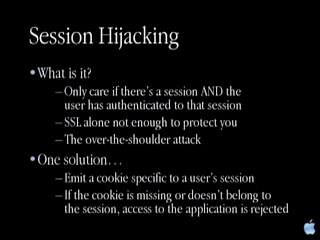 Session Hijacking
• What is it?
– Only care if there's a session AND the
user has authenticated to that session
– SSL alone not enough to protect you
– The over-the-shoulder attack
• One solution…
– Emit a cookie specific to a user's session
– If the cookie is missing or doesn't belong to
the session, access to the application is rejected